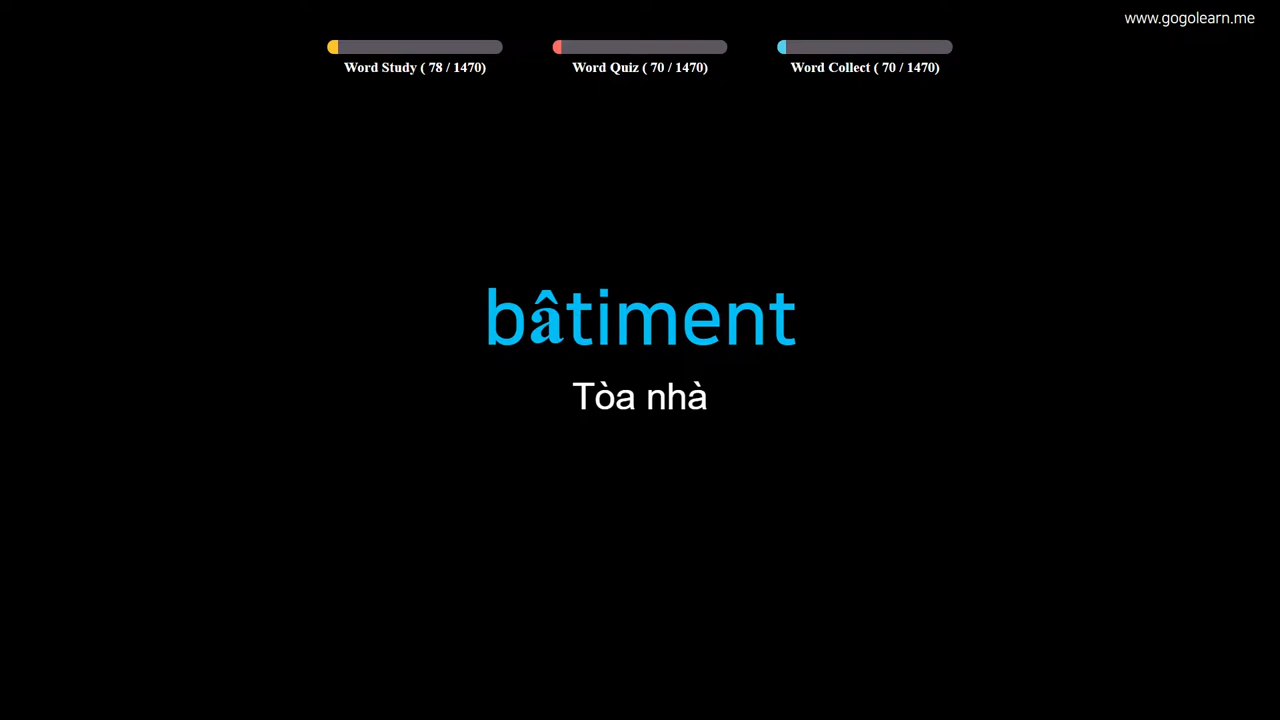 www.gogolearn.me
Word Study ( 78 / 1470)
Word Quiz ( 70 / 1470)
Word Collect ( 70 / 1470)
bâtiment
Tòa nhà